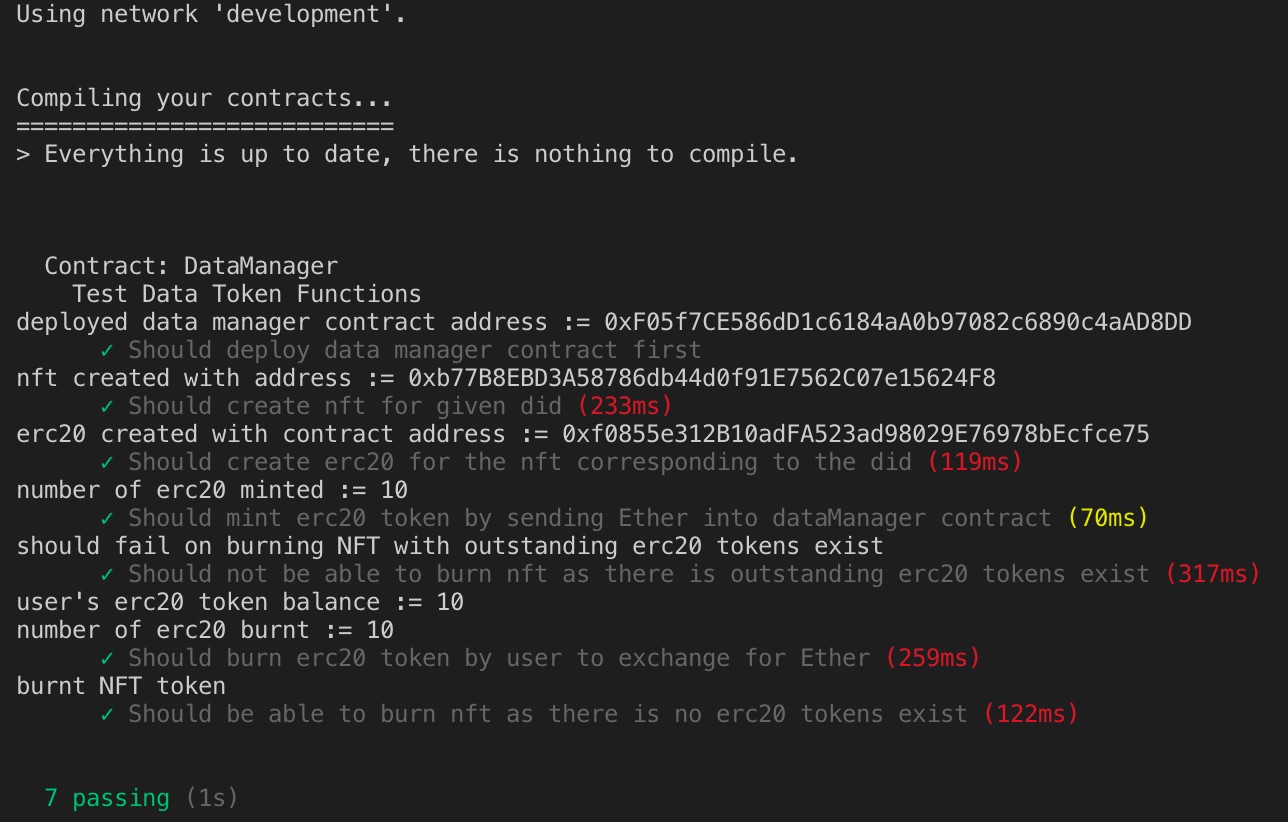 Using network 'development'.
Compiling your contracts...
===========================
> Everything is up to date, there is nothing to compile.
Contract: DataManager
Test Data Token Functions
deployed data manager contract address := 0xF05f7CE586dD1c6184aA0b97082c6890c4aAD8DD
✓ Should deploy data manager contract first
nft created with address := 0xb77B8EBD3A58786db44d0f91E7562C07e15624F8
✓ Should create nft for given did (233ms)
erc20 created with contract address := 0xf0855e312B10adFA523ad98029E76978bEcfce75
✓ Should create erc20 for the nft corresponding to the did (119ms)
number of erc20 minted := 10
✓ Should mint erc20 token by sending Ether into dataManager contract (70ms)
should fail on burning NFT with outstanding erc20 tokens exist
✓ Should not be able to burn nft as there is outstanding erc20 tokens exist (317ms)
user's erc20 token balance := 10
number of erc20 burnt := 10
✓ Should burn erc20 token by user to exchange for Ether (259ms)
burnt NFT token
✓ Should be able to burn nft as there is no erc20 tokens exist (122ms)
7 passing (1s)